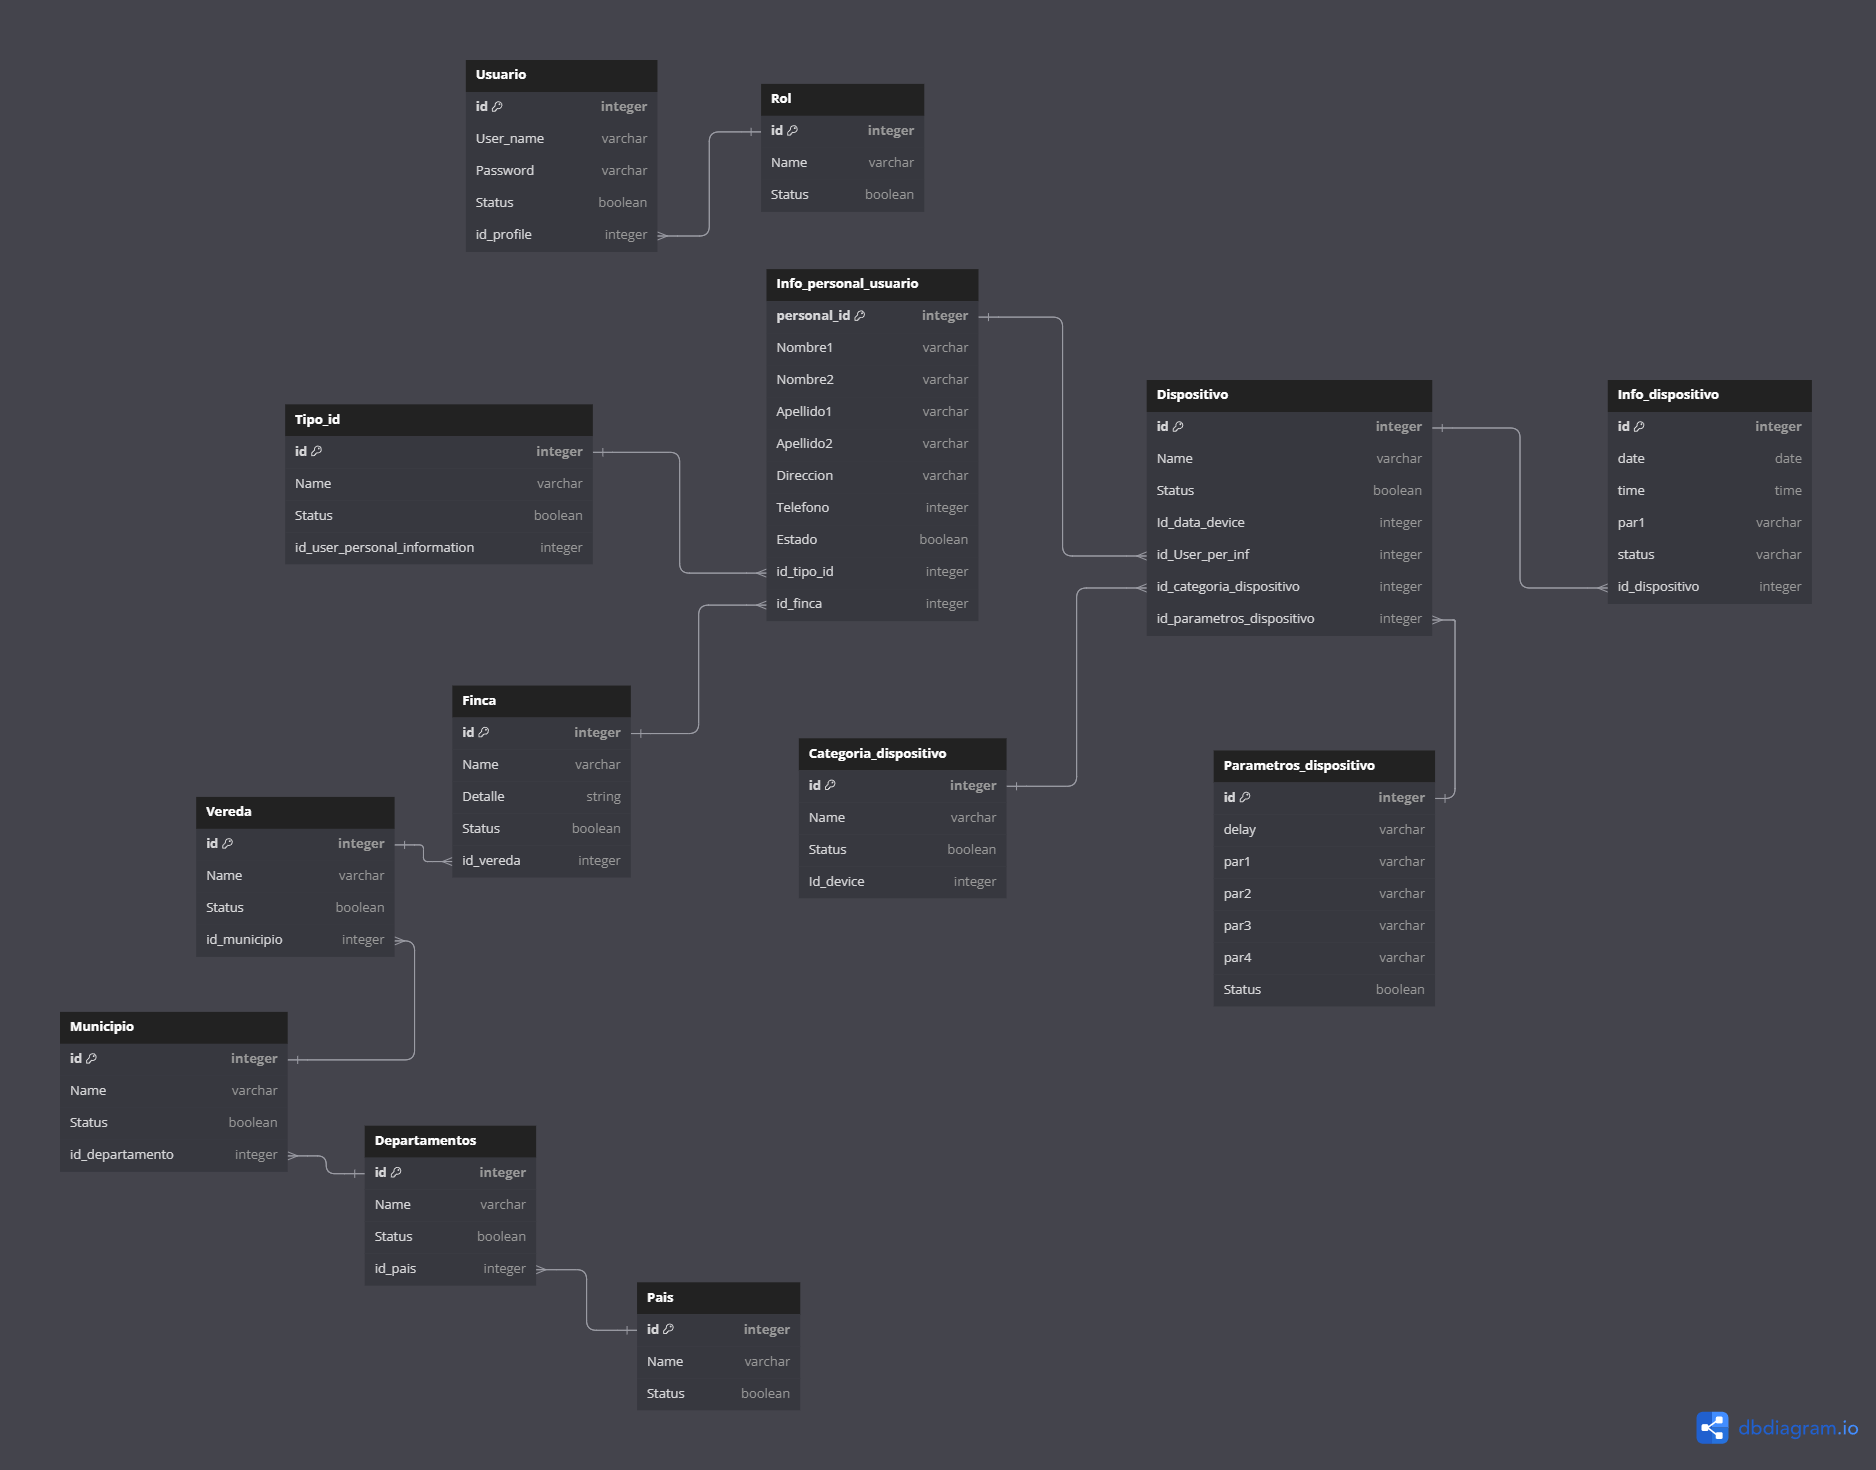 Usuario
id integer
User_name varchar
Password varchar
Status boolean
id_profile integer
Rol
id integer
Name varchar
Status boolean
Info_personal_usuario
personal_id integer
Nombre1 varchar
Nombre2 varchar
Apellido1 varchar
Apellido2 varchar
Direccion varchar
Telefono integer
Estado boolean
id_tipo_id integer
id_finca integer
Tipo_id
id integer
Name varchar
Status boolean
id_user_personal_information integer
Dispositivo
id integer
Name varchar
Status boolean
Id_data_device integer
id_User_per_inf integer
id_categoria_dispositivo integer
id_parametros_dispositivo integer
Info_dispositivo
id integer
date date
time time
par1 varchar
status varchar
id_dispositivo integer
Finca
id integer
Name varchar
Detalle string
Status boolean
id_vereda integer
Categoria_dispositivo
id integer
Name varchar
Status boolean
Id_device integer
Parametros_dispositivo
id integer
delay varchar
par1 varchar
par2 varchar
par3 varchar
par4 varchar
Status boolean
Vereda
id integer
Name varchar
Status boolean
id_municipio integer
Municipio
id integer
Name varchar
Status boolean
id_departamento integer
Departamentos
id integer
Name varchar
Status boolean
id_pais integer
Pais
id integer
Name varchar
Status boolean
dbdiagram.io